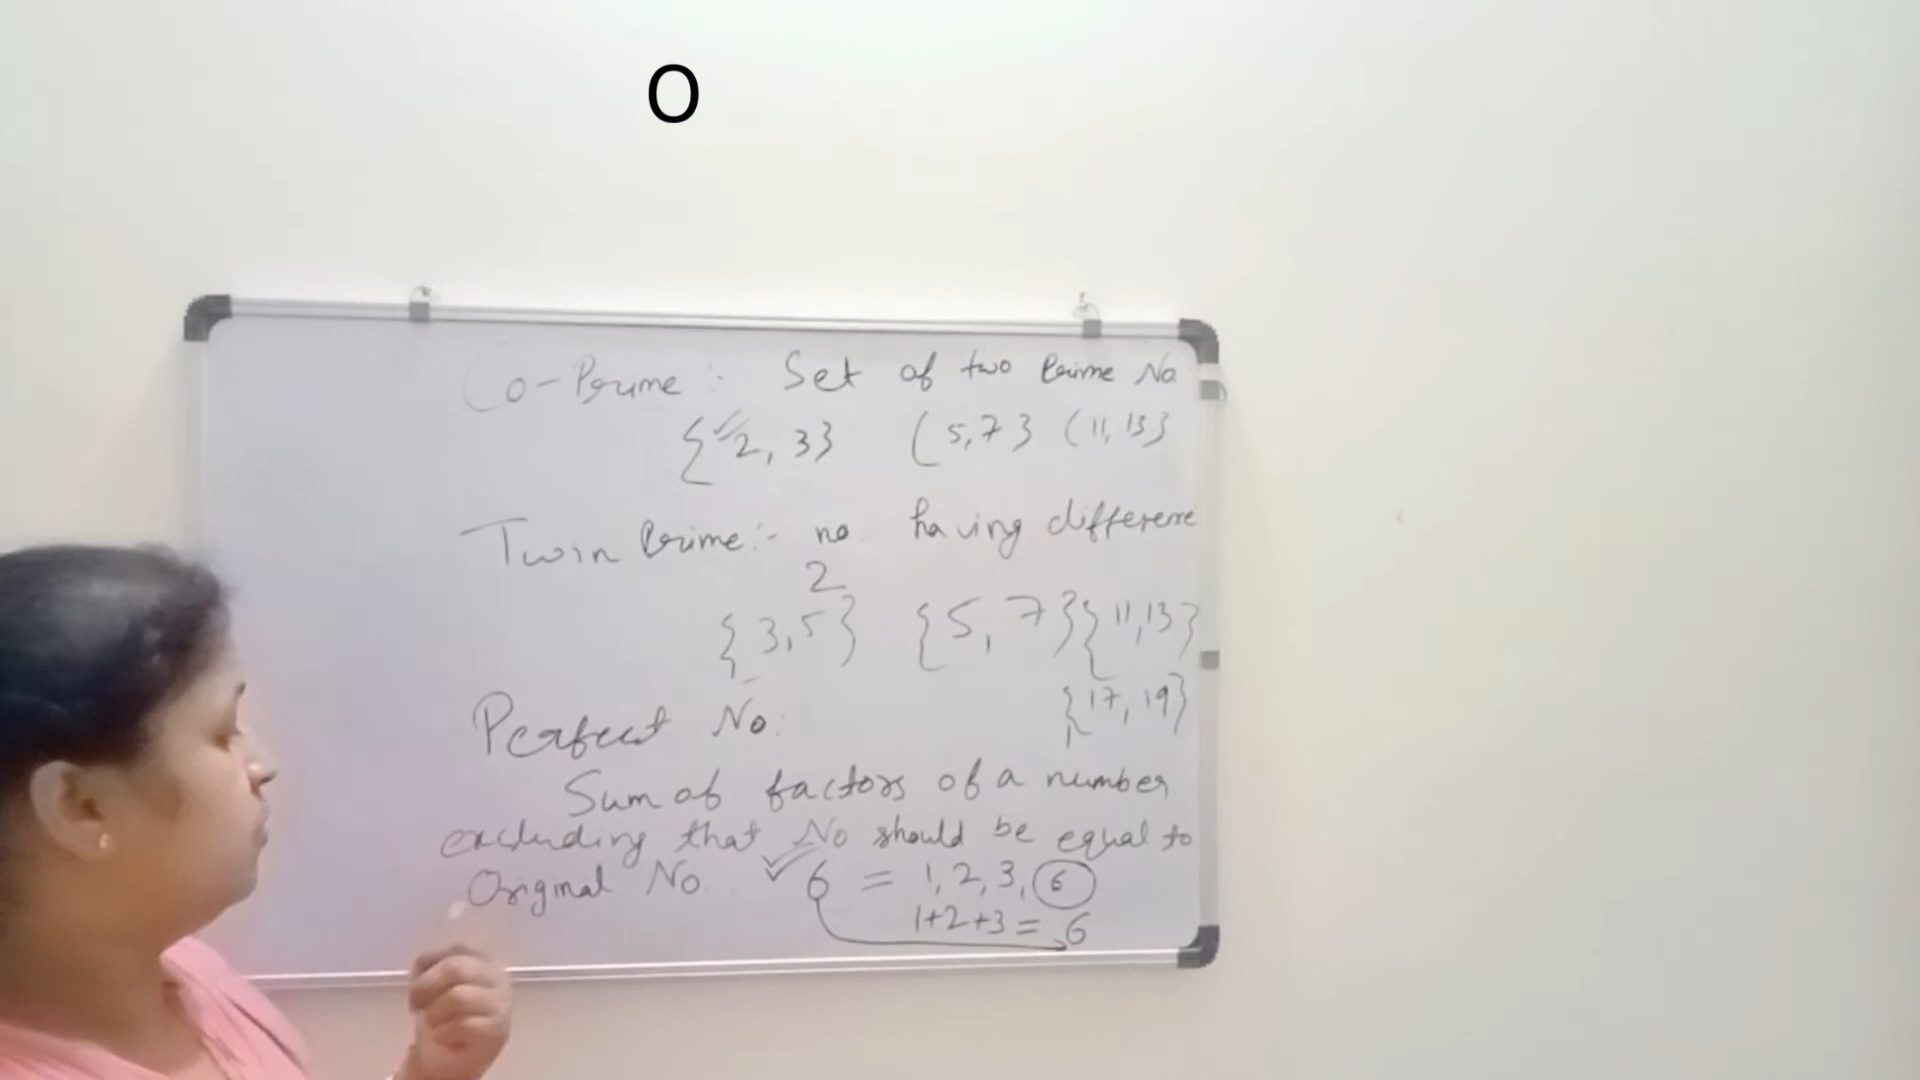 O
Co-Prime :- Set of two Prime No
{2, 3} (5,7} (11, 13}
Twin Prime :- no having difference
2
{3,5} {5, 7} {11,13}
{17, 19}
Perfect No.
Sum of factors of a number
excluding that No should be equal to
Original No. 6 = 1, 2, 3, 6
1+2+3 = 6